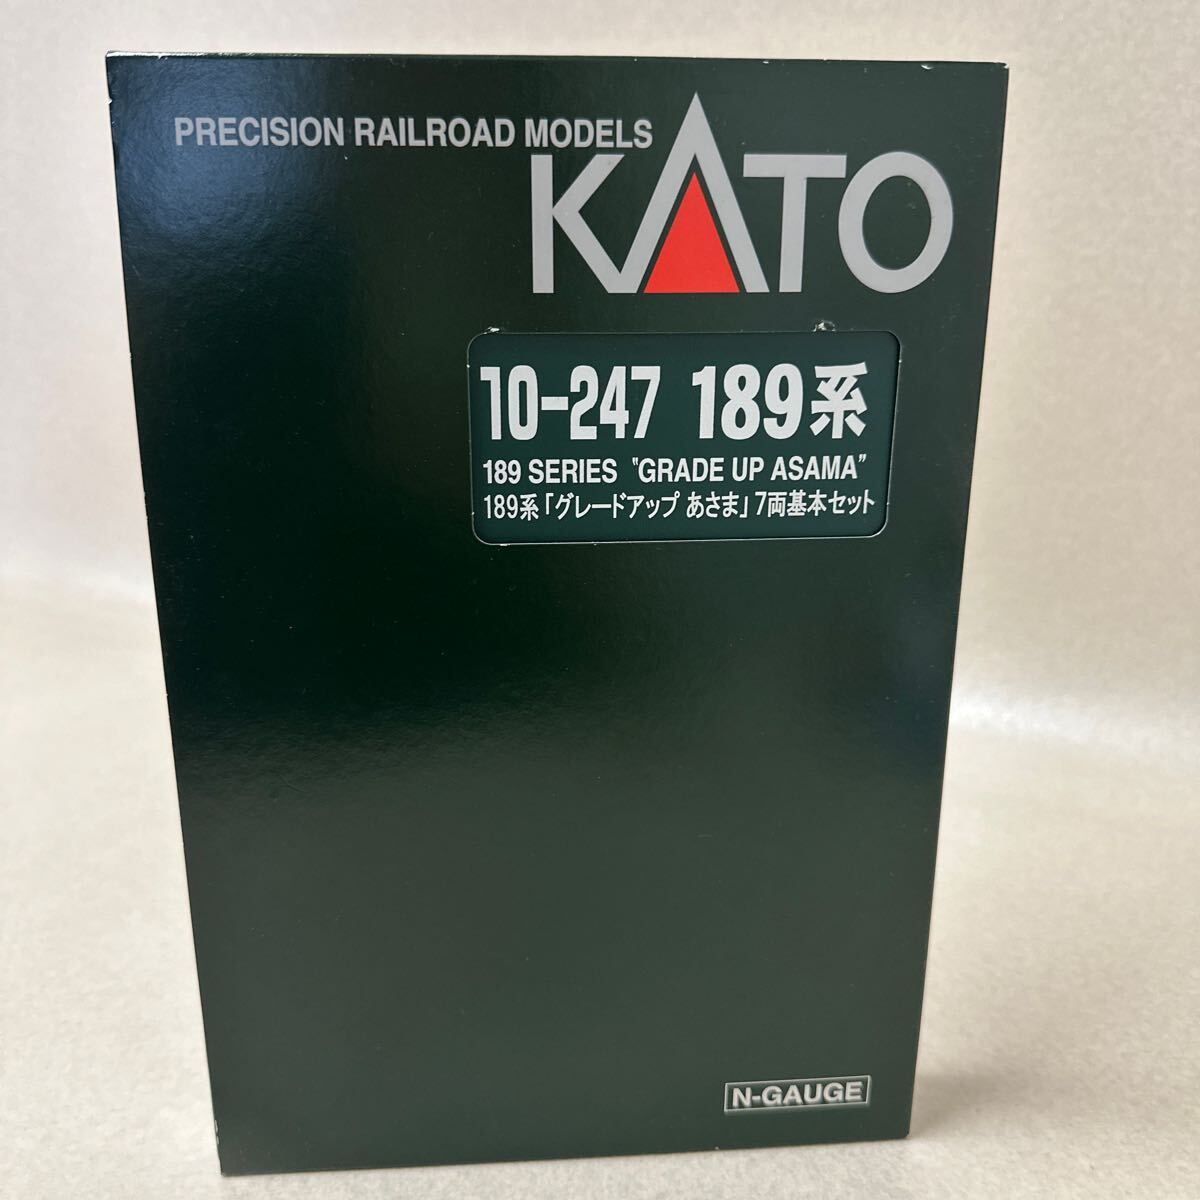 PRECISION RAILROAD MODELS
KATO
10-247 189系
189 SERIES "GRADE UP ASAMA"
189系「グレードアップ あさま」7両基本セット
N-GAUGE